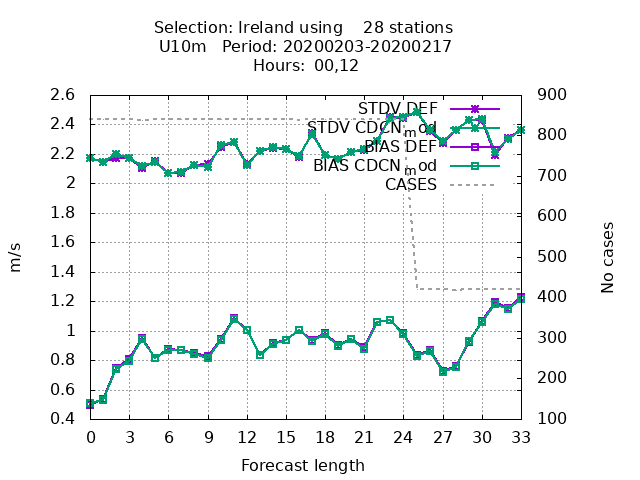 Selection: Ireland using    28 stations
U10m   Period: 20200203-20200217
Hours: 00,12
2.6
2.4
2.2
2
1.8
1.6
1.4
1.2
1
0.8
0.6
0.4
900
800
700
600
500
400
300
200
100
STDV DEF
STDV CDCN_mod
BIAS DEF
BIAS CDCN_mod
CASES
m/s
No cases
0 3 6 9 12 15 18 21 24 27 30 33
Forecast length